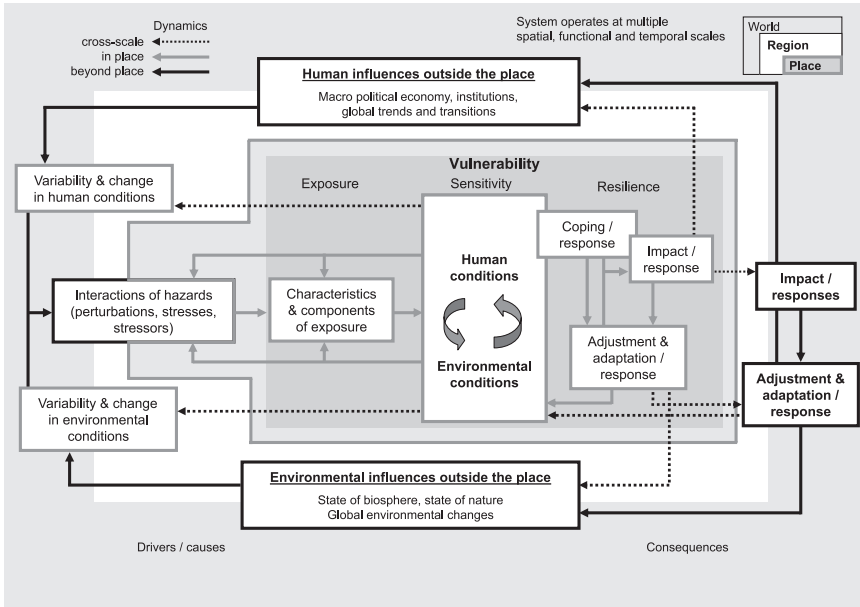 Dynamics
cross-scale
in place
beyond place
System operates at multiple
spatial, functional and temporal scales
World
Region
Place
Human influences outside the place
Macro political economy, institutions,
global trends and transitions
Vulnerability
Exposure
Sensitivity
Resilience
Variability & change
in human conditions
Coping /
response
Impact /
response
Human
conditions
Impact /
responses
Interactions of hazards
(perturbations, stresses,
stressors)
Characteristics
& components
of exposure
Adjustment &
adaptation /
response
Environmental
conditions
Adjustment &
adaptation /
response
Variability & change
in environmental
conditions
Environmental influences outside the place
State of biosphere, state of nature
Global environmental changes
Drivers / causes
Consequences